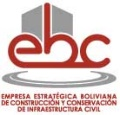 ebc
EMPRESA ESTRATÉGICA BOLIVIANA
DE CONSTRUCCIÓN Y CONSERVACIÓN
DE INFRAESTRUCTURA CIVIL